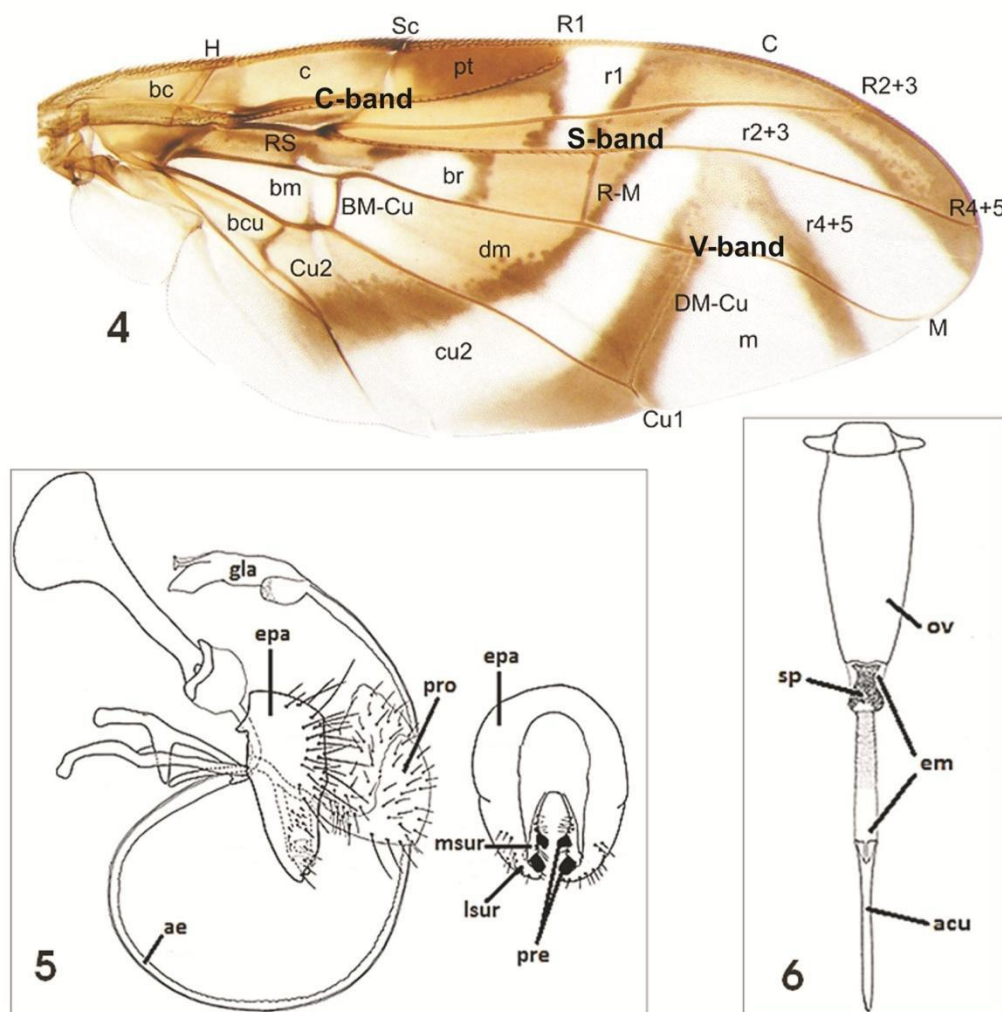 Sc R1
H C
bc c pt r1 R2+3
C-band
RS S-band r2+3
bm br R-M R4+5
bcu BM-Cu r4+5
Cu2 dm V-band
4 DM-Cu M
cu2 m
Cu1
gla
epa
epa
pro
msur
lsur
pre
ae
5
ov
sp
em
acu
6